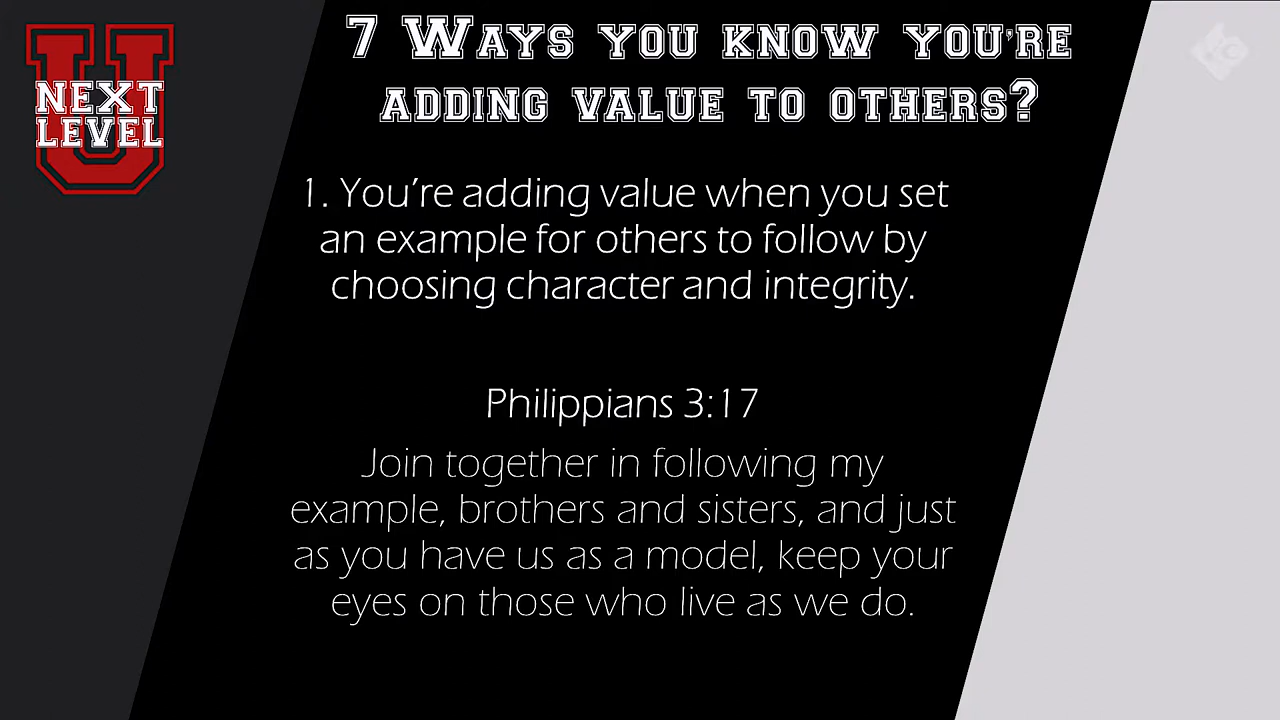 NEXT
LEVEL
7 Ways you know you're
adding value to others?
1. You’re adding value when you set
an example for others to follow by
choosing character and integrity.
Philippians 3:17
Join together in following my
example, brothers and sisters, and just
as you have us as a model, keep your
eyes on those who live as we do.